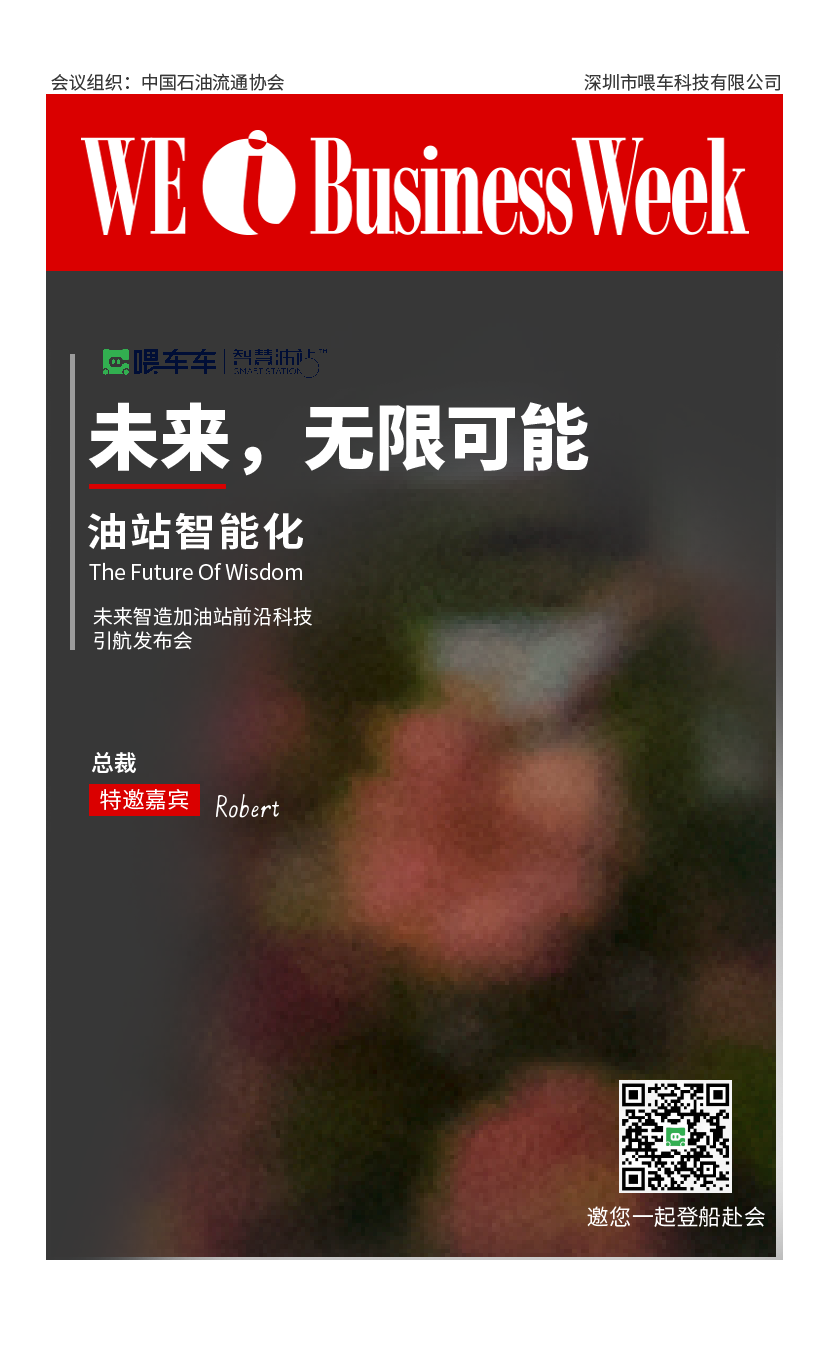 会议组织：中国石油流通协会
深圳市喂车科技有限公司
WE i BusinessWeek
喂车车 智慧油站™
SMART STATION
未来，无限可能
油站智能化
The Future Of Wisdom
未来智造加油站前沿科技
引航发布会
总裁
特邀嘉宾 Robert
邀您一起登船赴会